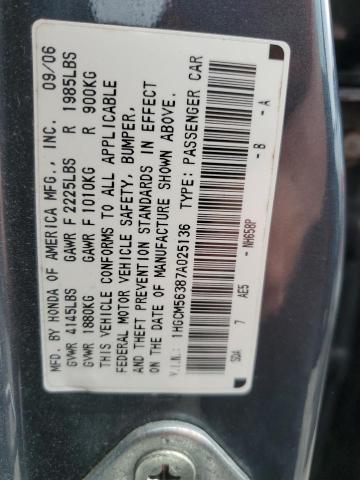 MFD. BY HONDA OF AMERICA MFG., INC. 09/06
GVWR 4145LBS GAWR F 2225LBS R 1985LBS
GVWR 1880KG GAWR F 1010KG R 900KG
THIS VEHICLE CONFORMS TO ALL APPLICABLE
FEDERAL MOTOR VEHICLE SAFETY, BUMPER,
AND THEFT PREVENTION STANDARDS IN EFFECT
ON THE DATE OF MANUFACTURE SHOWN ABOVE.
V.I.N.: 1HGCM56387A025136 TYPE: PASSENGER CAR
SDA 7 AE5 NH658P - B - A